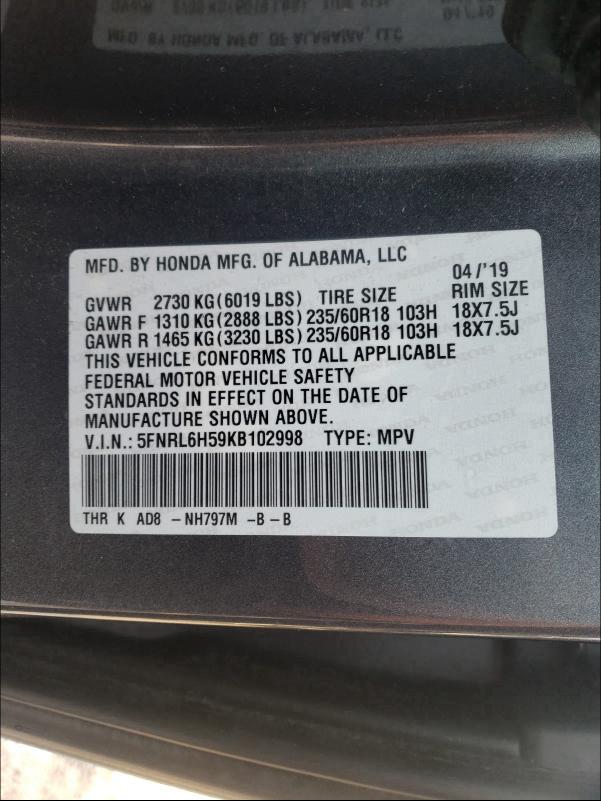 MFD. BY HONDA MFG. OF ALABAMA, LLC
04/'19
GVWR 2730 KG(6019 LBS) TIRE SIZE RIM SIZE
GAWR F 1310 KG(2888 LBS) 235/60R18 103H 18X7.5J
GAWR R 1465 KG(3230 LBS) 235/60R18 103H 18X7.5J
THIS VEHICLE CONFORMS TO ALL APPLICABLE
FEDERAL MOTOR VEHICLE SAFETY
STANDARDS IN EFFECT ON THE DATE OF
MANUFACTURE SHOWN ABOVE.
V.I.N.: 5FNRL6H59KB102998 TYPE: MPV
THR K AD8 -NH797M -B-B